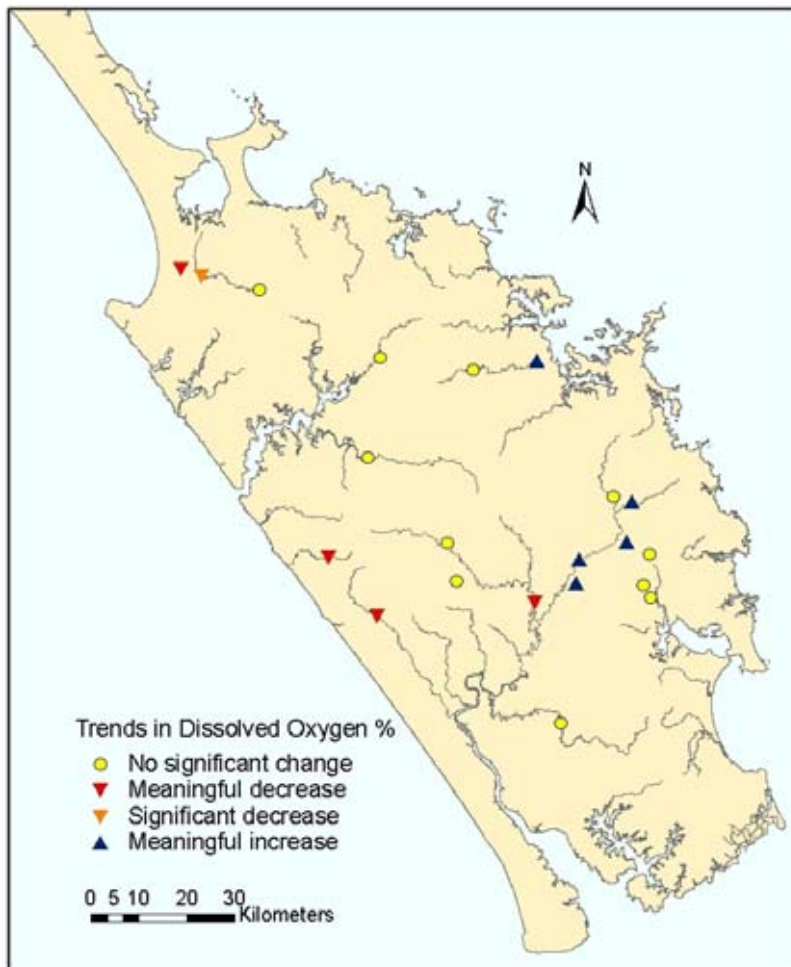 N
Trends in Dissolved Oxygen %
No significant change
Meaningful decrease
Significant decrease
Meaningful increase
0 5 10 20 30
Kilometers